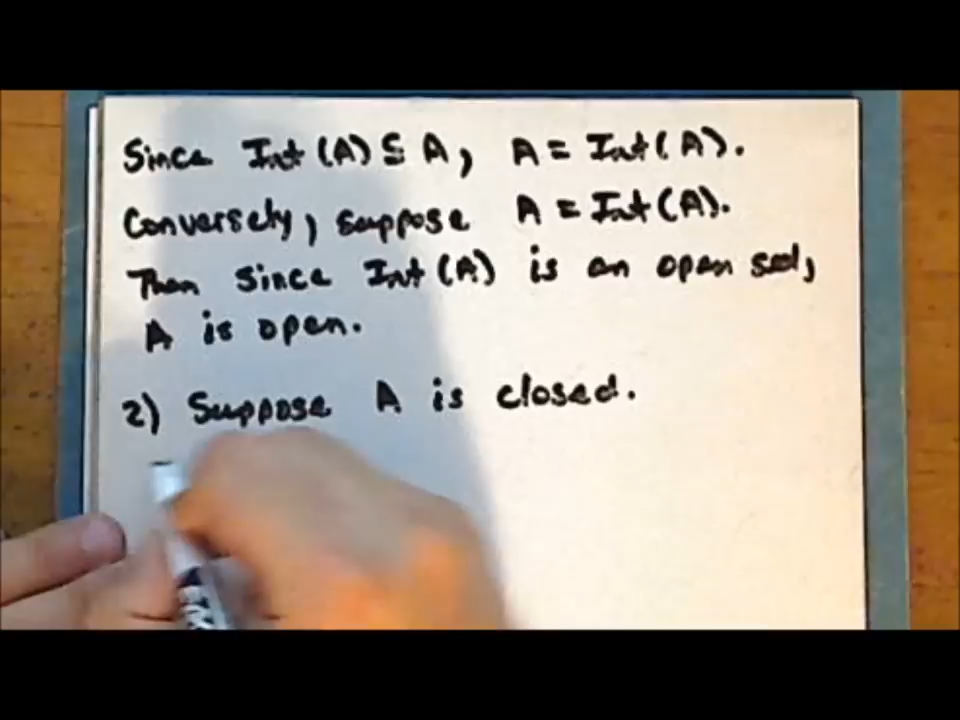 Since Int(A) ⊆ A, A = Int(A).
Conversely, suppose A = Int(A).
Then since Int(A) is an open set,
A is open.
2) Suppose A is closed.